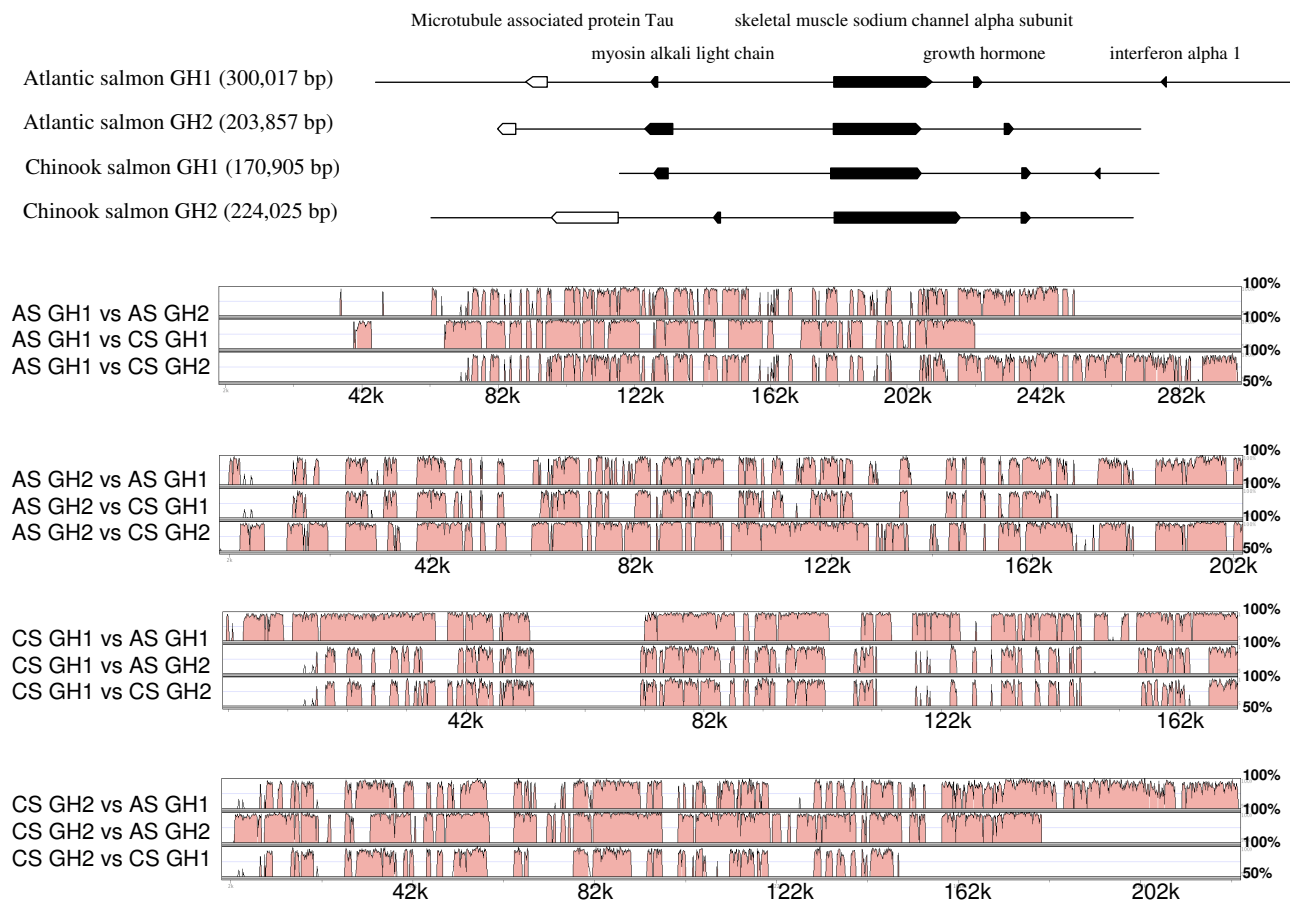 Microtubule associated protein Tau skeletal muscle sodium channel alpha subunit
myosin alkali light chain growth hormone interferon alpha 1
Atlantic salmon GH1 (300,017 bp)
Atlantic salmon GH2 (203,857 bp)
Chinook salmon GH1 (170,905 bp)
Chinook salmon GH2 (224,025 bp)
100%
AS GH1 vs AS GH2
100%
AS GH1 vs CS GH1
100%
AS GH1 vs CS GH2
50%
42k 82k 122k 162k 202k 242k 282k
100%
AS GH2 vs AS GH1
100%
AS GH2 vs CS GH1
100%
AS GH2 vs CS GH2
50%
42k 82k 122k 162k 202k
100%
CS GH1 vs AS GH1
100%
CS GH1 vs AS GH2
100%
CS GH1 vs CS GH2
50%
42k 82k 122k 162k
100%
CS GH2 vs AS GH1
100%
CS GH2 vs AS GH2
100%
CS GH2 vs CS GH1
50%
42k 82k 122k 162k 202k